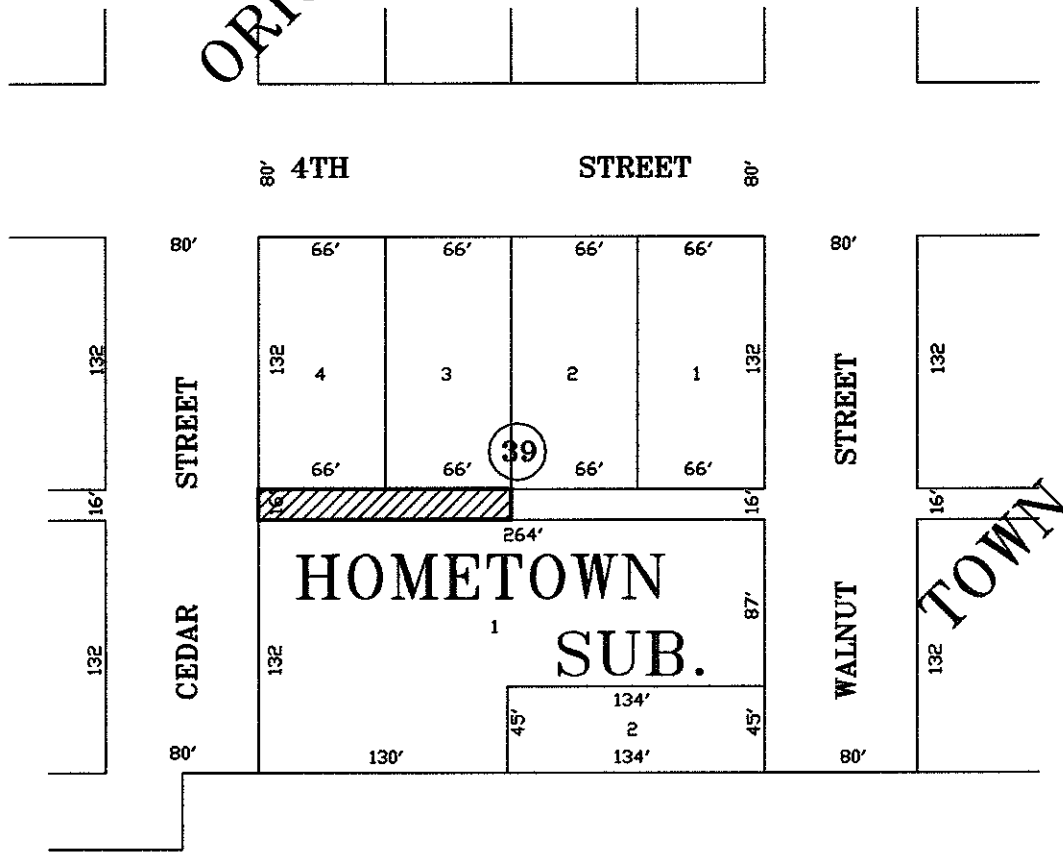 ORI
80' 4TH STREET 80'
80' 66' 66' 66' 66' 80'
132 132 4 3 2 1 132 132
STREET STREET
39
66' 66' 66' 66'
16' 16' 16' 16'
264'
HOMETOWN
1
SUB.
87'
TOWN
CEDAR WALNUT
132 132 132
134'
45' 2 45'
80' 130' 134' 80'